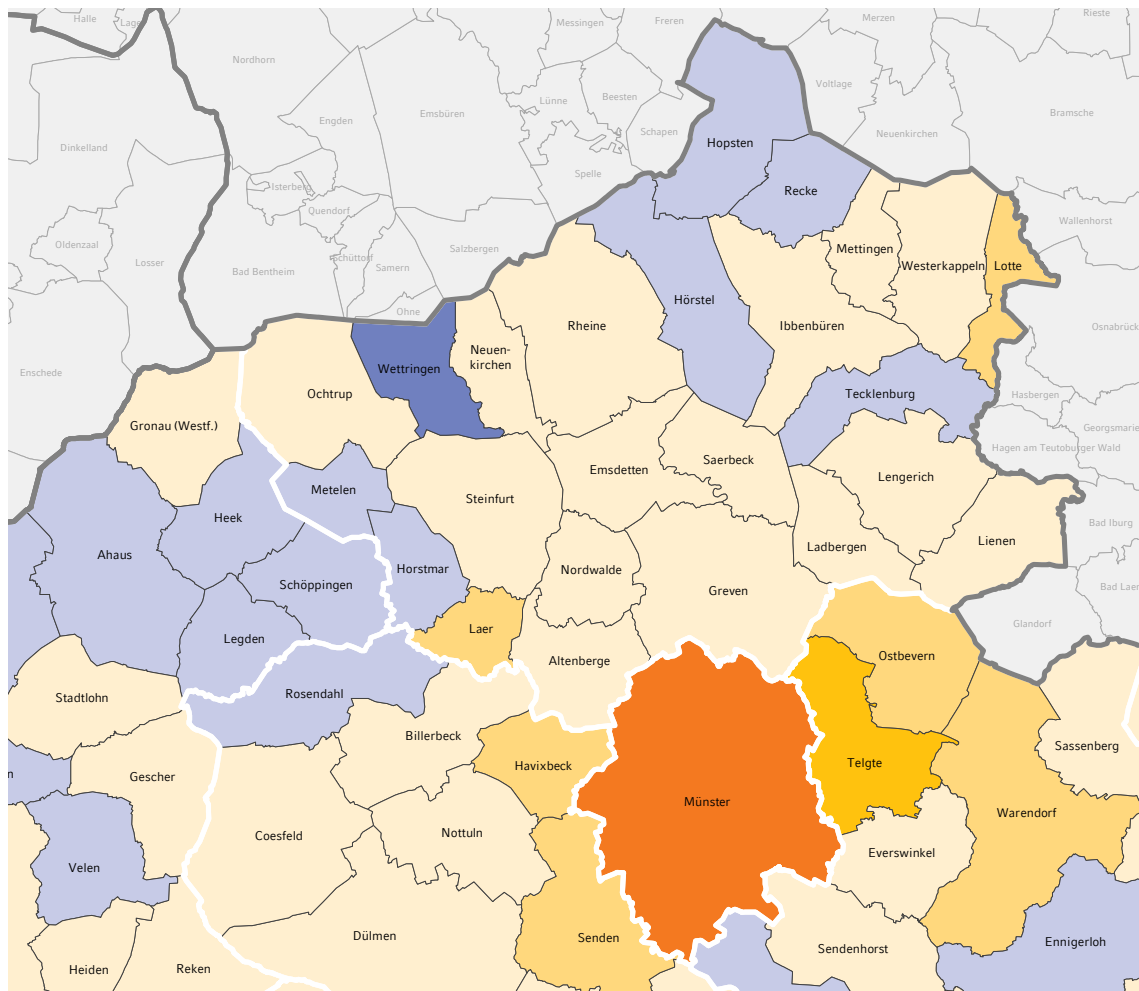 Halle
Lage
Messingen
Freren
Merzen
Rieste
Nordhorn
Emsbüren
Engden
Lünne
Beesten
Voltlage
Bramsche
Dinkelland
Schapen
Neuenkirchen
Hopsten
Spelle
Isterberg
Recke
Quendorf
Wallenhorst
Oldenzaal
Losser
Bad Bentheim
Schüttorf
Samern
Salzbergen
Mettingen
Westerkappeln
Lotte
Hörstel
Ohne
Rheine
Ibbenbüren
Osnabrück
Enschede
Wettringen
Neuen-
kirchen
Ochtrup
Tecklenburg
Hasbergen
Gronau (Westf.)
Georgsmarie
Hagen am Teutoburger Wald
Saerbeck
Emsdetten
Lengerich
Metelen
Steinfurt
Heek
Bad Iburg
Ahaus
Horstmar
Nordwalde
Ladbergen
Lienen
Schöppingen
Greven
Bad Laer
Glandorf
Legden
Laer
Altenberge
Ostbevern
Stadtlohn
Rosendahl
Billerbeck
Sassenberg
Havixbeck
Telgte
n
Gescher
Münster
Warendorf
Coesfeld
Nottuln
Everswinkel
Velen
Dülmen
Senden
Sendenhorst
Ennigerloh
Heiden
Reken